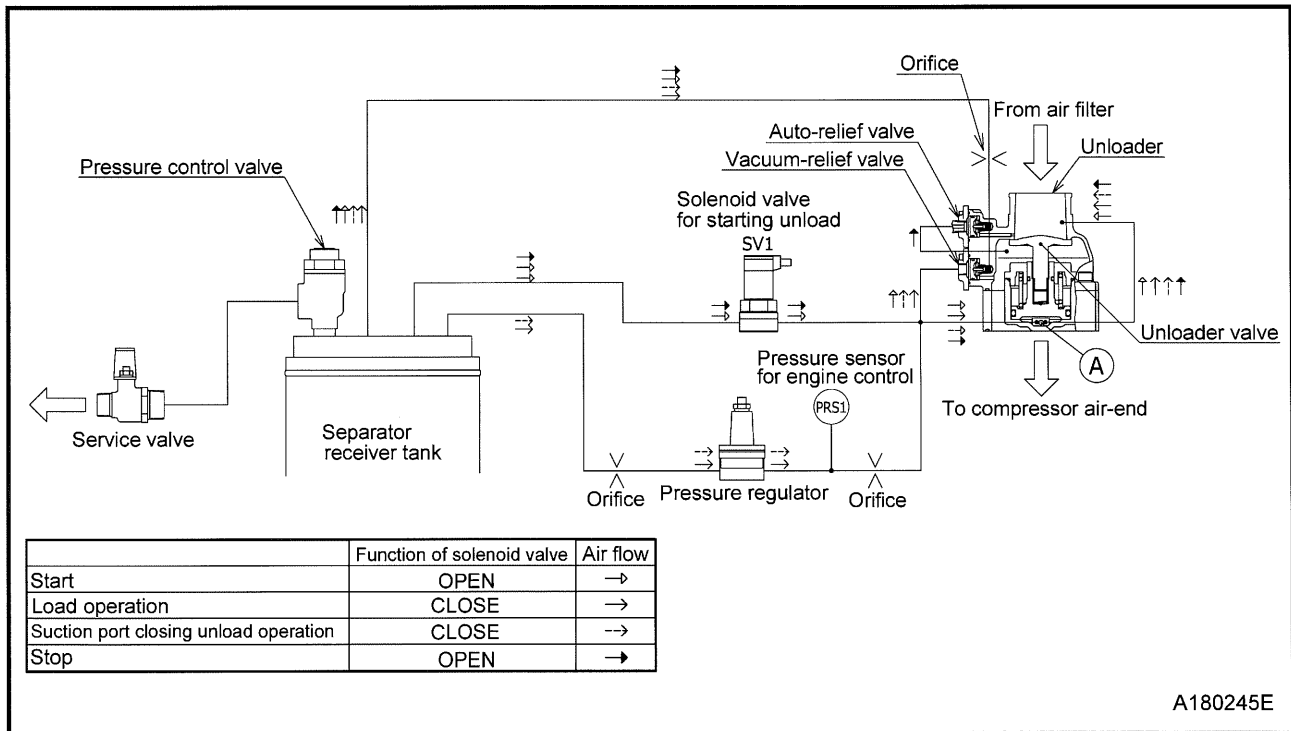 Orifice
From air filter
Auto-relief valve
Unloader
Vacuum-relief valve
Pressure control valve
Solenoid valve
for starting unload
SV1
Unloader valve
Pressure sensor
for engine control
A
PRS1
To compressor air-end
Service valve
Separator
receiver tank
Orifice
Pressure regulator
Orifice
Function of solenoid valve Air flow
Start OPEN
Load operation CLOSE
Suction port closing unload operation CLOSE
Stop OPEN
A180245E